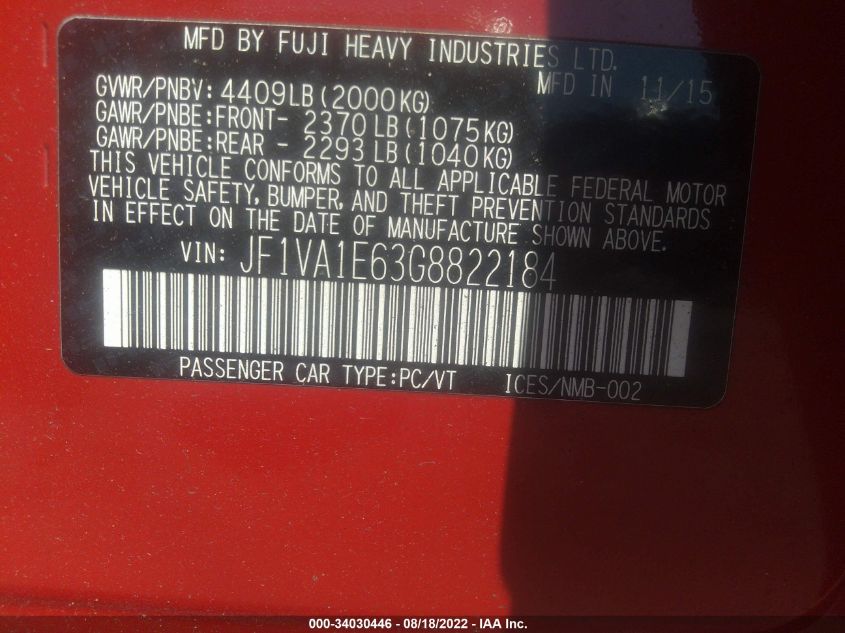 MFD BY FUJI HEAVY INDUSTRIES LTD.
MFD IN 11/15
GVWR/PNBV: 4409LB(2000KG)
GAWR/PNBE:FRONT- 2370LB(1075KG)
GAWR/PNBE:REAR - 2293LB(1040KG)
THIS VEHICLE CONFORMS TO ALL APPLICABLE FEDERAL MOTOR
VEHICLE SAFETY, BUMPER, AND THEFT PREVENTION STANDARDS
IN EFFECT ON THE DATE OF MANUFACTURE SHOWN ABOVE.
VIN: JF1VA1E63G8822184
PASSENGER CAR TYPE:PC/VT ICES/NMB-002
000-34030446 - 08/18/2022 - IAA Inc.